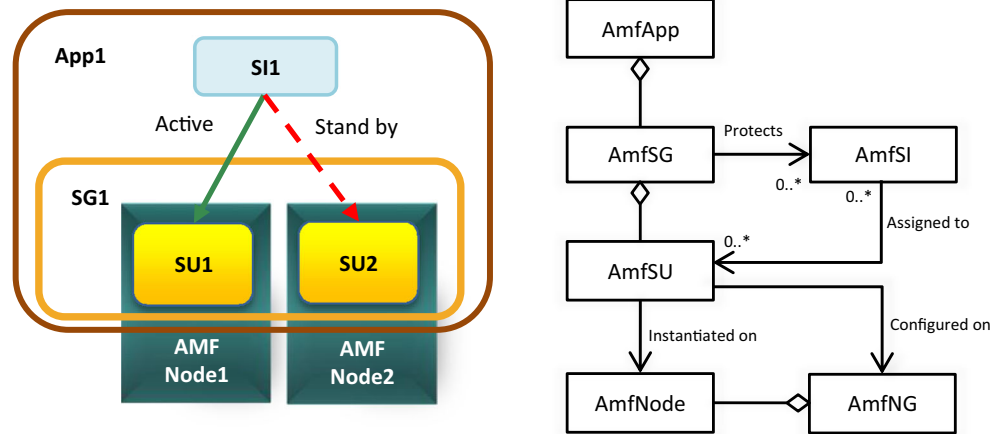 App1
SI1
Active
Stand by
SG1
SU1
SU2
AMF
Node1
AMF
Node2
AmfApp
AmfSG
Protects
AmfSI
0..*
0..*
Assigned to
0..*
AmfSU
Instantiated on
Configured on
AmfNode
AmfNG